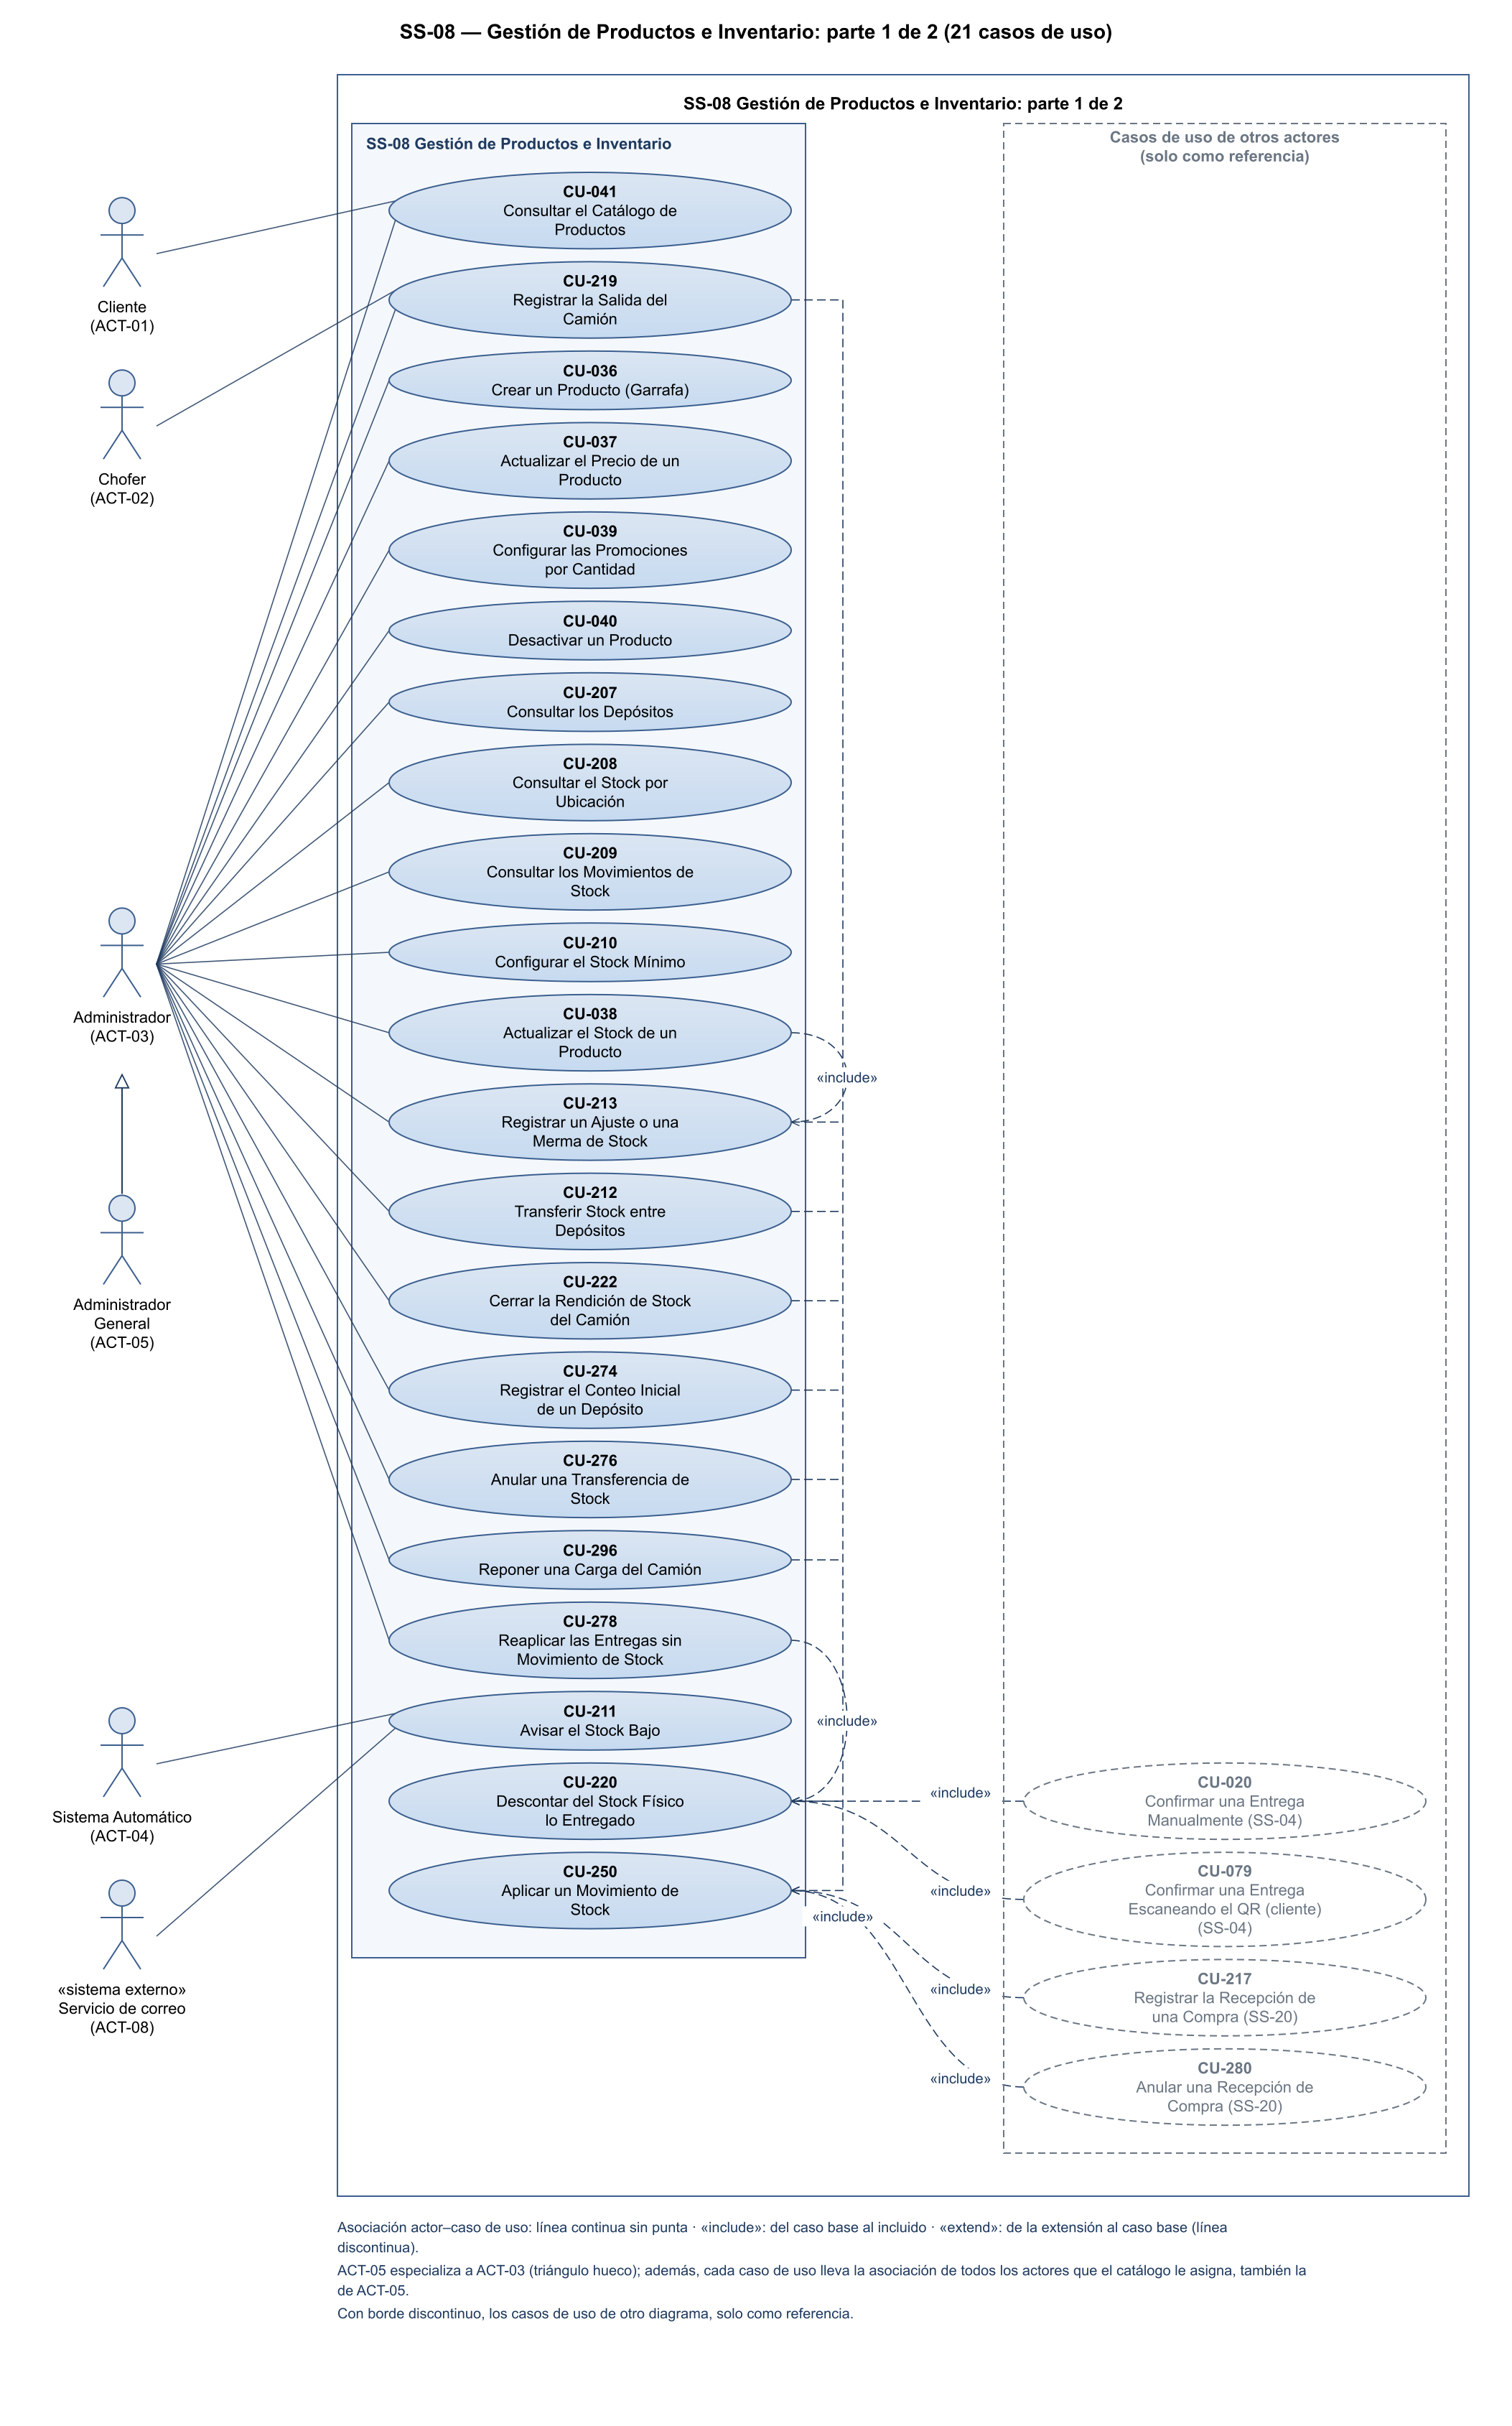 SS-08 — Gestión de Productos e Inventario: parte 1 de 2 (21 casos de uso)
SS-08 Gestión de Productos e Inventario: parte 1 de 2
SS-08 Gestión de Productos e Inventario
Casos de uso de otros actores
(solo como referencia)
Cliente
(ACT-01)
Chofer
(ACT-02)
Administrador
(ACT-03)
Administrador
General
(ACT-05)
Sistema Automático
(ACT-04)
«sistema externo»
Servicio de correo
(ACT-08)
CU-041
Consultar el Catálogo de
Productos
CU-219
Registrar la Salida del
Camión
CU-036
Crear un Producto (Garrafa)
CU-037
Actualizar el Precio de un
Producto
CU-039
Configurar las Promociones
por Cantidad
CU-040
Desactivar un Producto
CU-207
Consultar los Depósitos
CU-208
Consultar el Stock por
Ubicación
CU-209
Consultar los Movimientos de
Stock
CU-210
Configurar el Stock Mínimo
CU-038
Actualizar el Stock de un
Producto
«include»
CU-213
Registrar un Ajuste o una
Merma de Stock
CU-212
Transferir Stock entre
Depósitos
CU-222
Cerrar la Rendición de Stock
del Camión
CU-274
Registrar el Conteo Inicial
de un Depósito
CU-276
Anular una Transferencia de
Stock
CU-296
Reponer una Carga del Camión
CU-278
Reaplicar las Entregas sin
Movimiento de Stock
CU-211
Avisar el Stock Bajo
«include»
CU-220
Descontar del Stock Físico
lo Entregado
CU-250
Aplicar un Movimiento de
Stock
«include»
«include»
CU-020
Confirmar una Entrega
Manualmente (SS-04)
«include»
CU-079
Confirmar una Entrega
Escaneando el QR (cliente)
(SS-04)
«include»
CU-217
Registrar la Recepción de
una Compra (SS-20)
«include»
CU-280
Anular una Recepción de
Compra (SS-20)
Asociación actor–caso de uso: línea continua sin punta · «include»: del caso base al incluido · «extend»: de la extensión al caso base (línea
discontinua).
ACT-05 especializa a ACT-03 (triángulo hueco); además, cada caso de uso lleva la asociación de todos los actores que el catálogo le asigna, también la
de ACT-05.
Con borde discontinuo, los casos de uso de otro diagrama, solo como referencia.